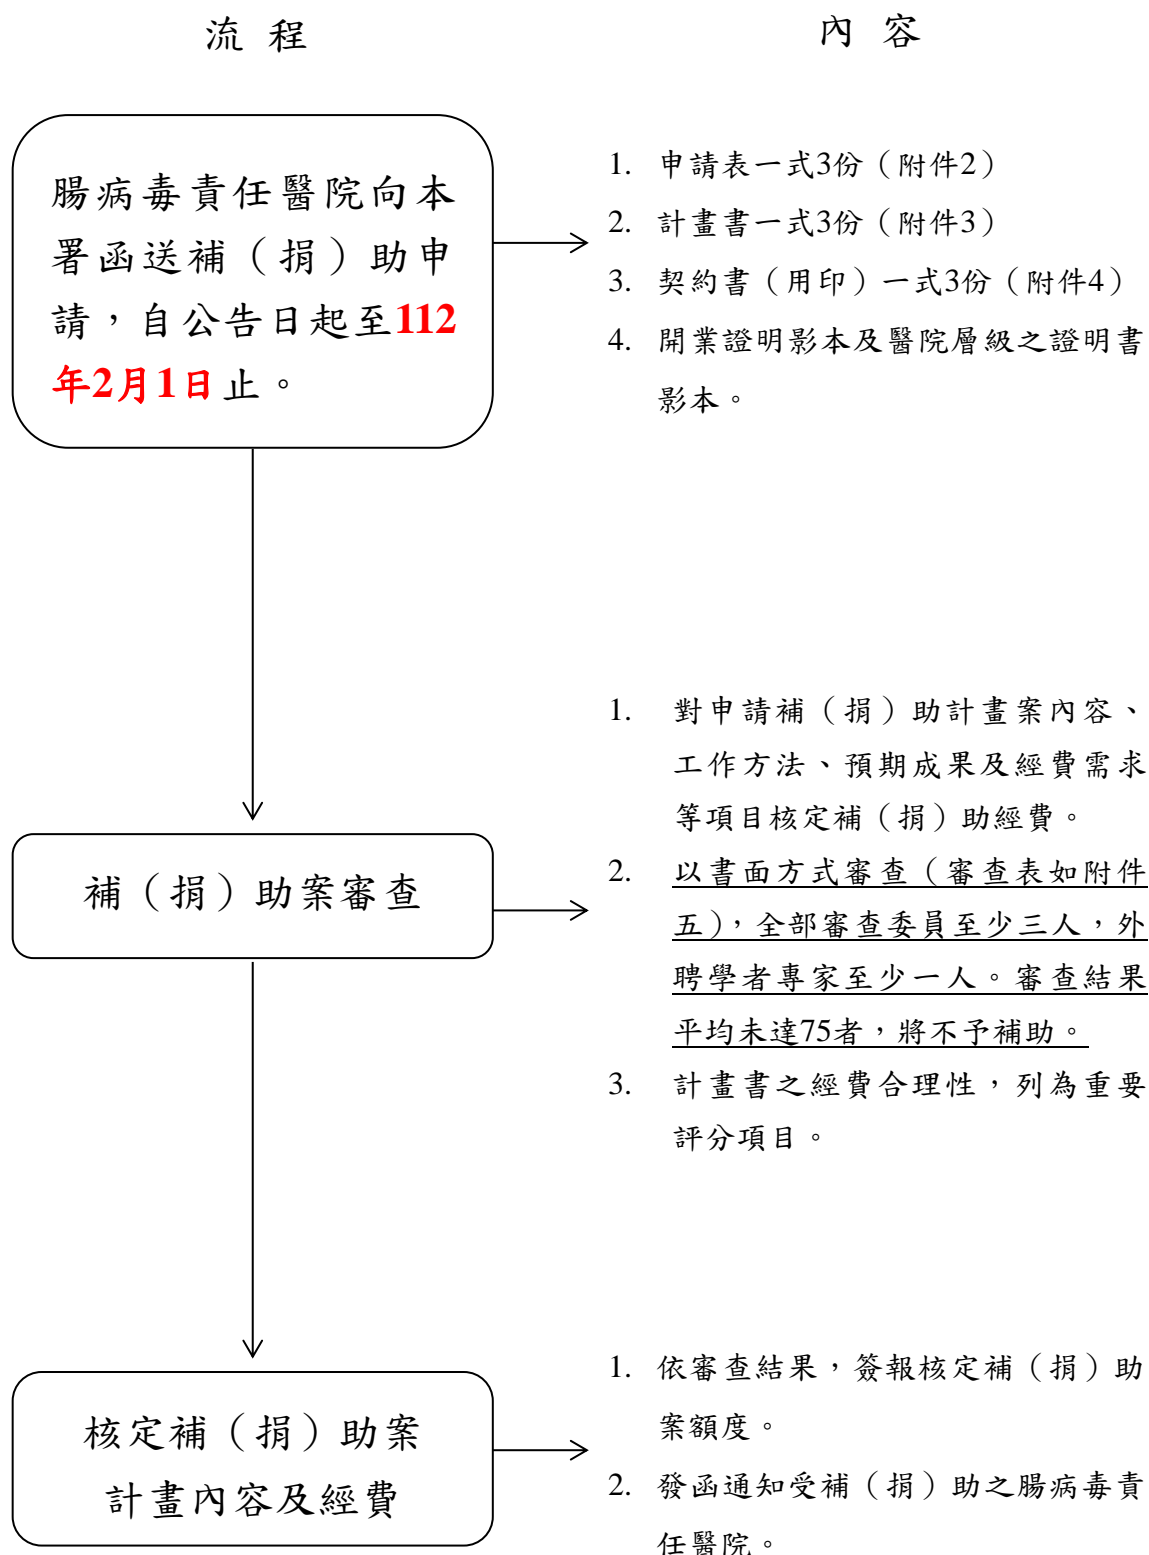 流 程
內 容
腸病毒責任醫院向本
署函送補（捐）助申
請，自公告日起至112
年2月1日止。
1. 申請表一式3份（附件2）
2. 計畫書一式3份（附件3）
3. 契約書（用印）一式3份（附件4）
4. 開業證明影本及醫院層級之證明書
影本。
補（捐）助案審查
1. 對申請補（捐）助計畫案內容、
工作方法、預期成果及經費需求
等項目核定補（捐）助經費。
2. 以書面方式審查（審查表如附件
五），全部審查委員至少三人，外
聘學者專家至少一人。審查結果
平均未達75者，將不予補助。
3. 計畫書之經費合理性，列為重要
評分項目。
核定補（捐）助案
計畫內容及經費
1. 依審查結果，簽報核定補（捐）助
案額度。
2. 發函通知受補（捐）助之腸病毒責
任醫院。